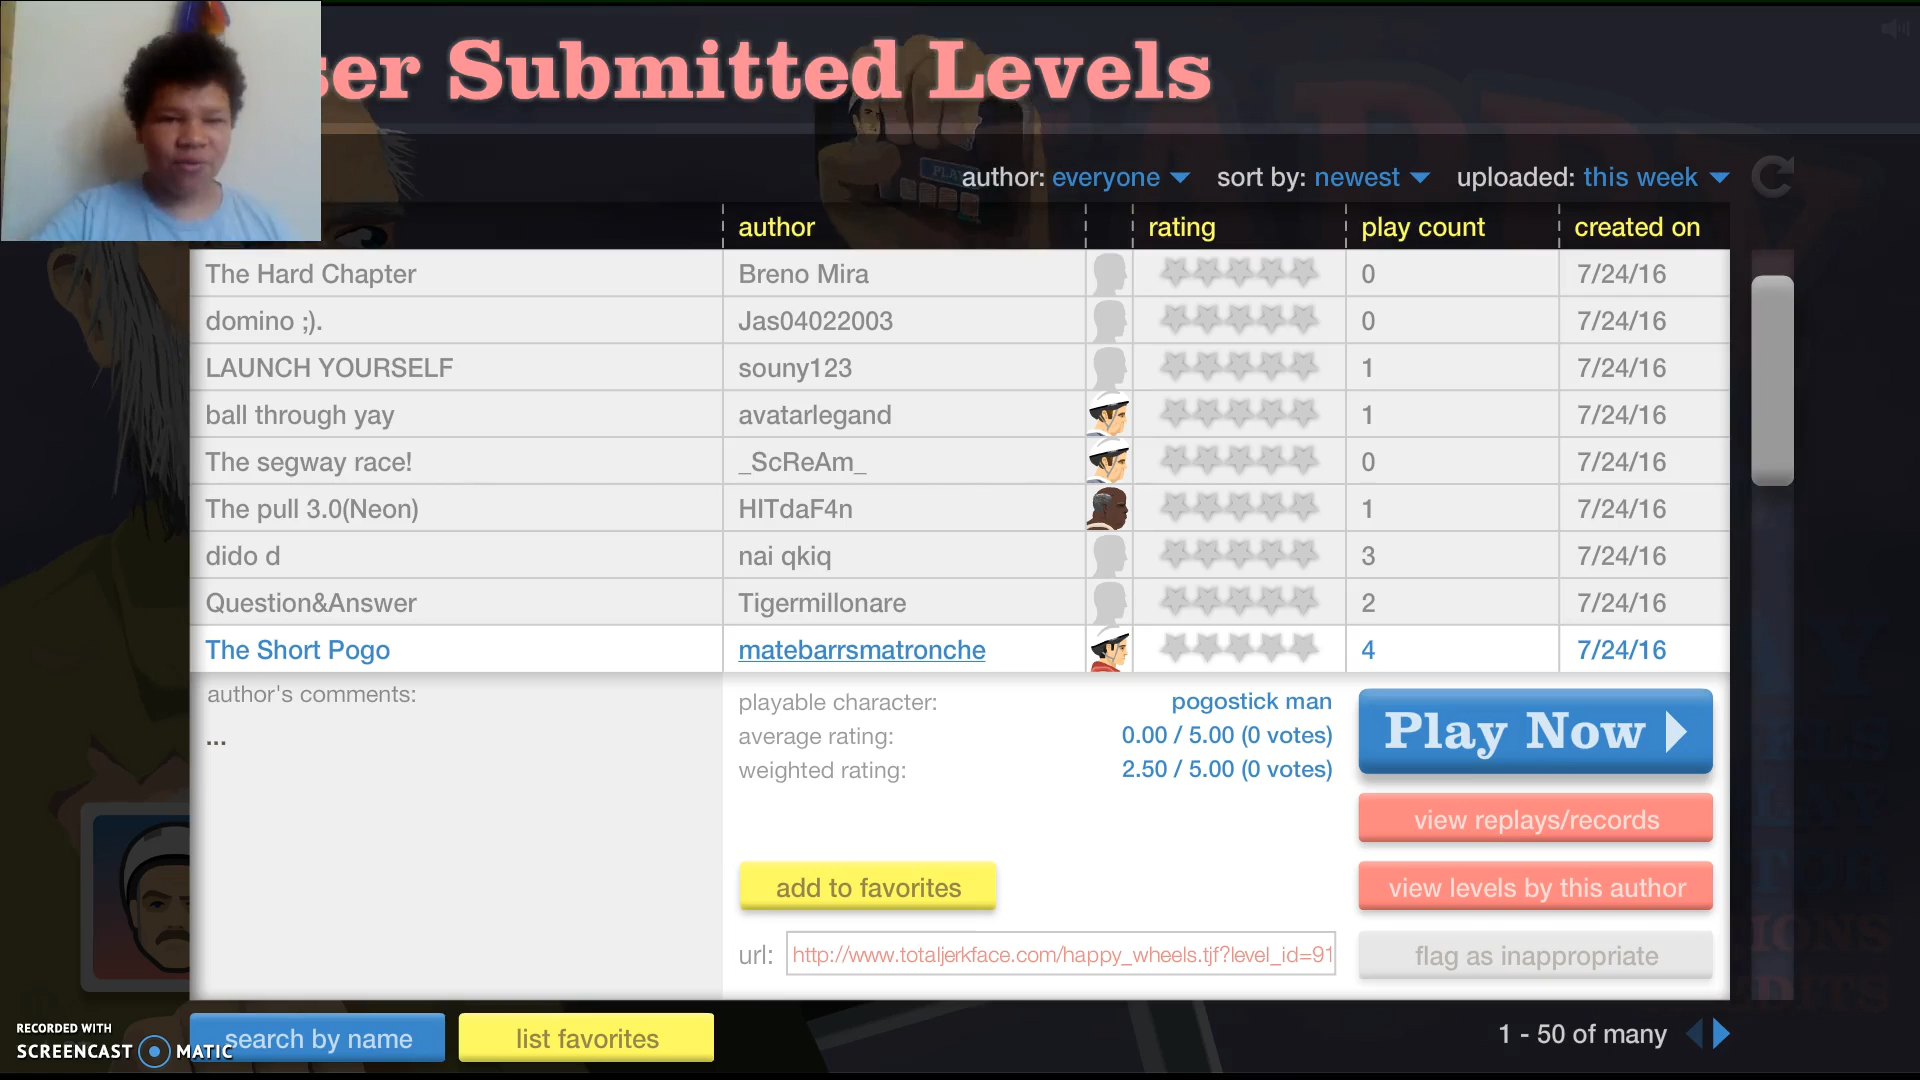 ser Submitted Levels
author: everyone sort by: newest uploaded: this week
author rating play count created on
The Hard Chapter Breno Mira 0 7/24/16
domino ;). Jas04022003 0 7/24/16
LAUNCH YOURSELF souny123 1 7/24/16
ball through yay avatarlegand 1 7/24/16
The segway race! _ScReAm_ 0 7/24/16
The pull 3.0(Neon) HITdaF4n 1 7/24/16
dido d nai qkiq 3 7/24/16
Question&Answer Tigermillonare 2 7/24/16
The Short Pogo matebarrsmatronche 4 7/24/16
author's comments:
...
playable character: pogostick man
average rating: 0.00 / 5.00 (0 votes)
weighted rating: 2.50 / 5.00 (0 votes)
Play Now
view replays/records
add to favorites
view levels by this author
url: http://www.totaljerkface.com/happy_wheels.tjf?level_id=91
flag as inappropriate
search by name list favorites
1 - 50 of many
RECORDED WITH
SCREENCAST MATIC